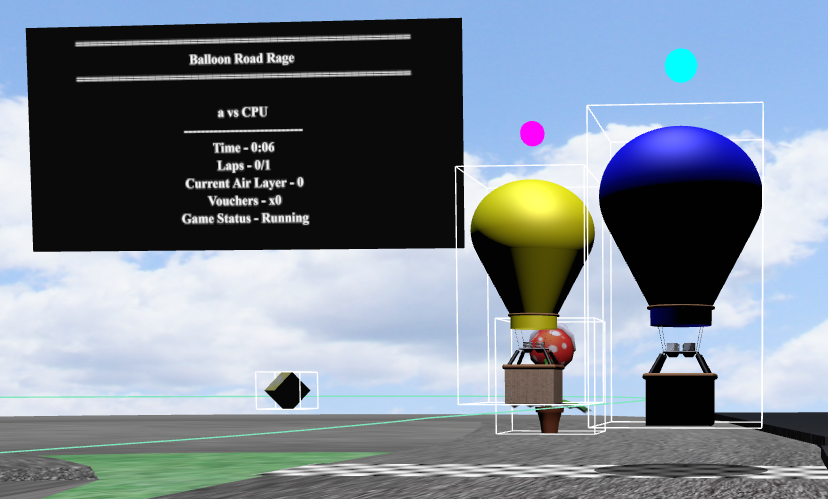 Balloon Road Rage
a vs CPU
Time - 0:06
Laps - 0/1
Current Air Layer - 0
Vouchers - x0
Game Status - Running